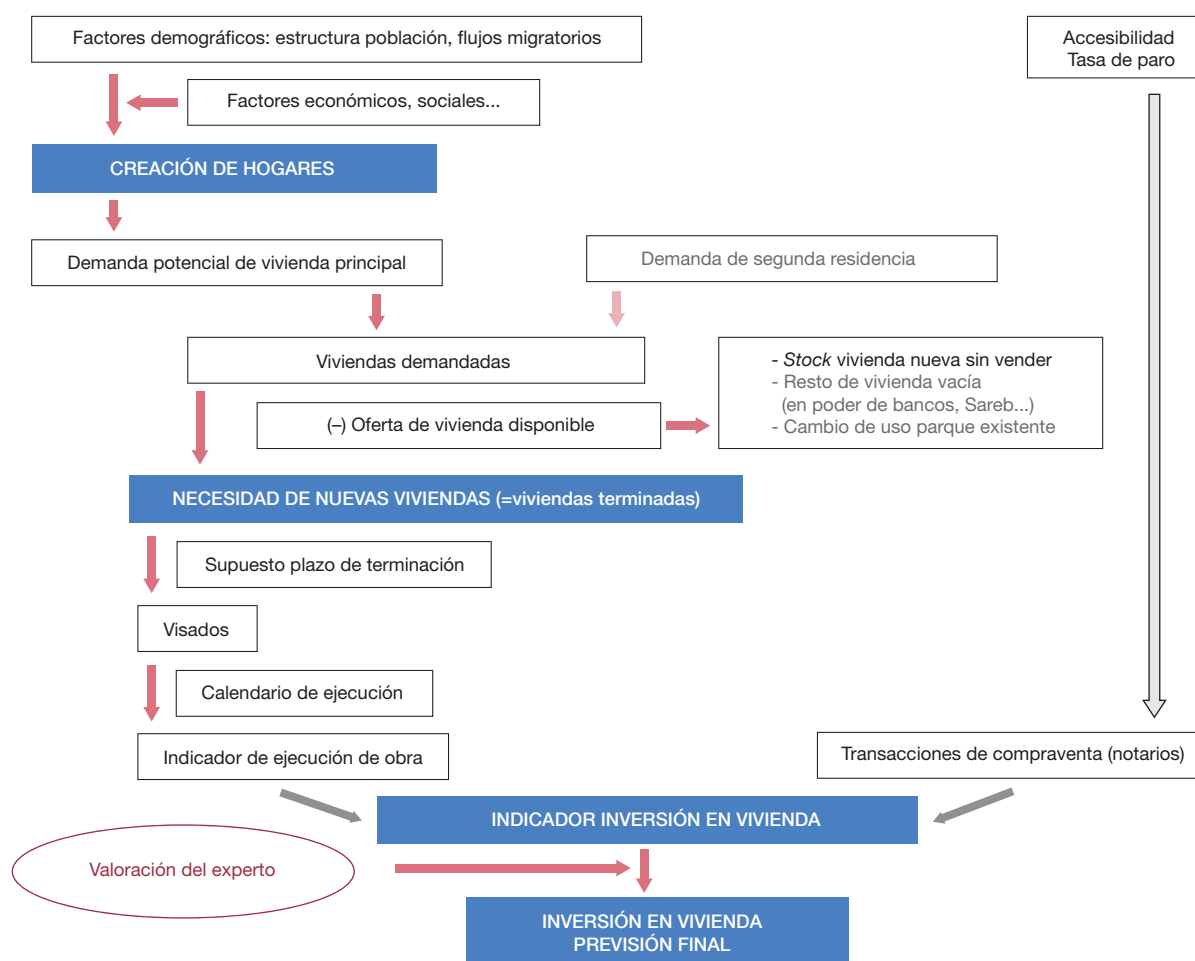 Factores demográficos: estructura población, flujos migratorios
Accesibilidad
Tasa de paro
Factores económicos, sociales...
CREACIÓN DE HOGARES
Demanda potencial de vivienda principal
Demanda de segunda residencia
Viviendas demandadas
- Stock vivienda nueva sin vender
- Resto de vivienda vacía
(en poder de bancos, Sareb...)
- Cambio de uso parque existente
(–) Oferta de vivienda disponible
NECESIDAD DE NUEVAS VIVIENDAS (=viviendas terminadas)
Supuesto plazo de terminación
Visados
Calendario de ejecución
Indicador de ejecución de obra
Transacciones de compraventa (notarios)
INDICADOR INVERSIÓN EN VIVIENDA
Valoración del experto
INVERSIÓN EN VIVIENDA
PREVISIÓN FINAL